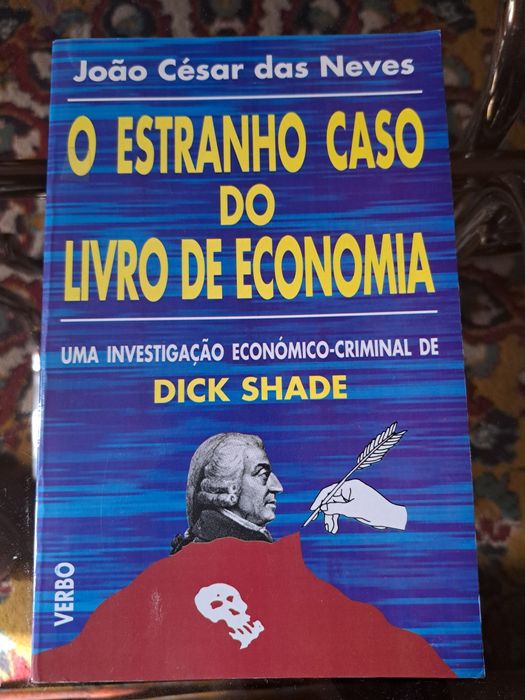 João César das Neves
O ESTRANHO CASO
DO
LIVRO DE ECONOMIA
UMA INVESTIGAÇÃO ECONÓMICO-CRIMINAL DE
DICK SHADE
VERBO